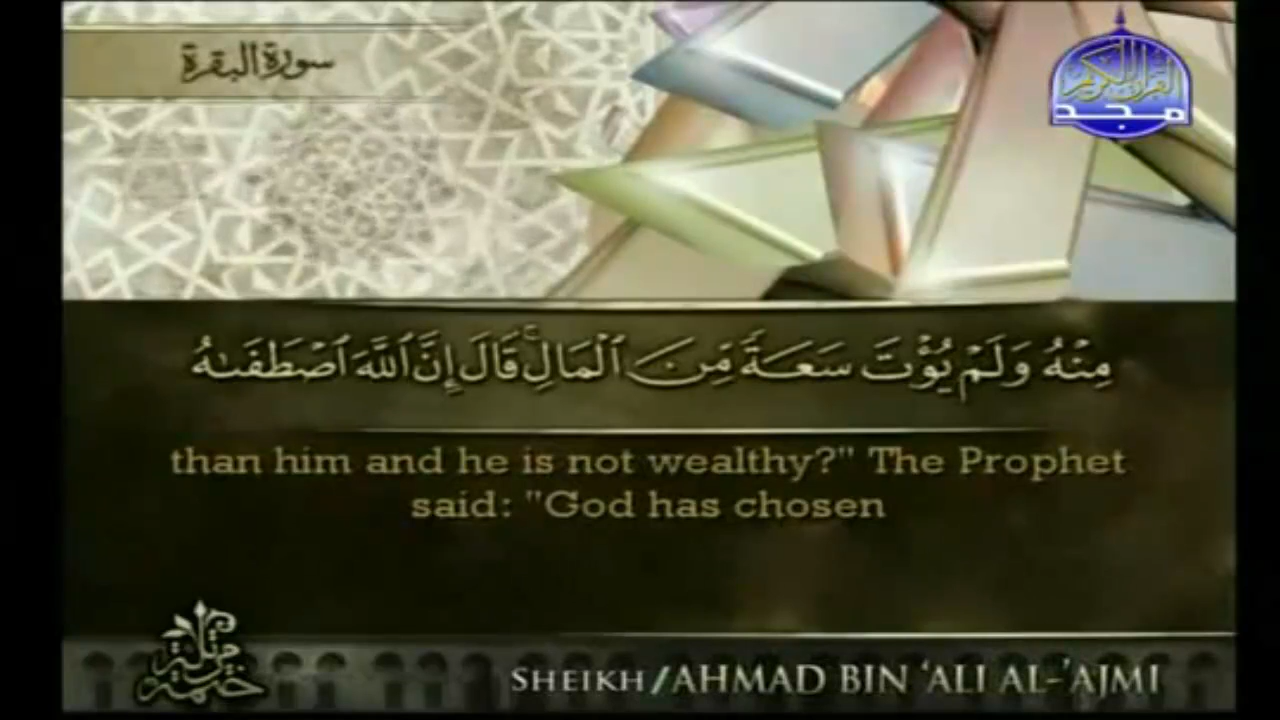 سورة البقرة
القرآن الكريم
مجد
مِنْهُ وَلَمْ يُؤْتَ سَعَةً مِّنَ ٱلْمَالِ ۚ قَالَ إِنَّ ٱللَّهَ ٱصْطَفَىٰهُ
than him and he is not wealthy?" The Prophet
said: "God has chosen
ختمة مرتلة
SHEIKH/AHMAD BIN 'ALI AL-'AJMI